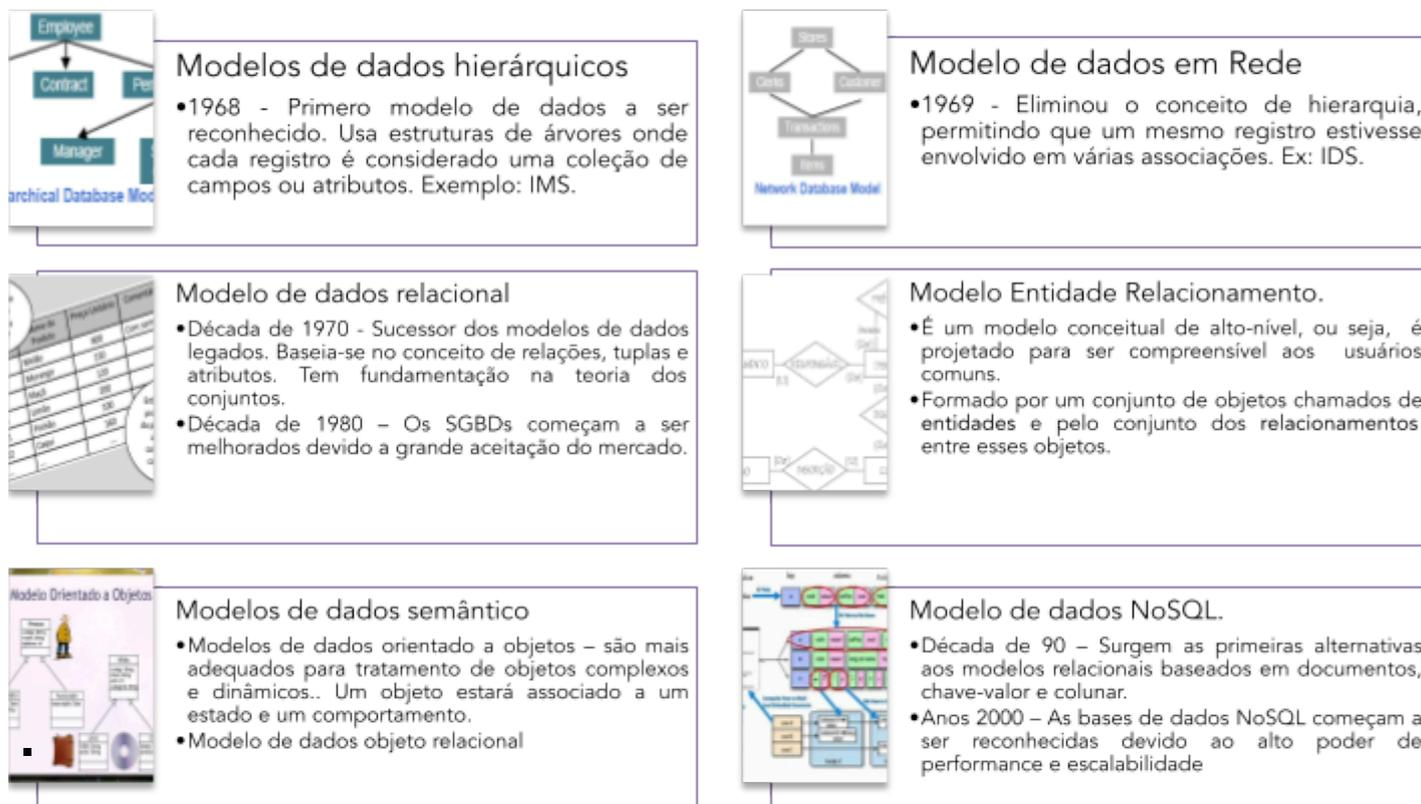 Employee
Contract
Per
Manager
S
archical Database Mod
Modelos de dados hierárquicos
•1968 - Primero modelo de dados a ser
reconhecido. Usa estruturas de árvores onde
cada registro é considerado uma coleção de
campos ou atributos. Exemplo: IMS.
Stores
Clerks
Customer
Transactions
Items
Network Database Model
Modelo de dados em Rede
•1969 - Eliminou o conceito de hierarquia,
permitindo que um mesmo registro estivesse
envolvido em várias associações. Ex: IDS.
Modelo de dados relacional
•Década de 1970 - Sucessor dos modelos de dados
legados. Baseia-se no conceito de relações, tuplas e
atributos. Tem fundamentação na teoria dos
conjuntos.
•Década de 1980 – Os SGBDs começam a ser
melhorados devido a grande aceitação do mercado.
Modelo Entidade Relacionamento.
•É um modelo conceitual de alto-nível, ou seja, é
projetado para ser compreensível aos usuários
comuns.
•Formado por um conjunto de objetos chamados de
entidades e pelo conjunto dos relacionamentos
entre esses objetos.
Modelo Orientado a Objetos
Modelos de dados semântico
•Modelos de dados orientado a objetos – são mais
adequados para tratamento de objetos complexos
e dinâmicos.. Um objeto estará associado a um
estado e um comportamento.
•Modelo de dados objeto relacional
Modelo de dados NoSQL.
•Década de 90 – Surgem as primeiras alternativas
aos modelos relacionais baseados em documentos,
chave-valor e colunar.
•Anos 2000 – As bases de dados NoSQL começam a
ser reconhecidas devido ao alto poder de
performance e escalabilidade